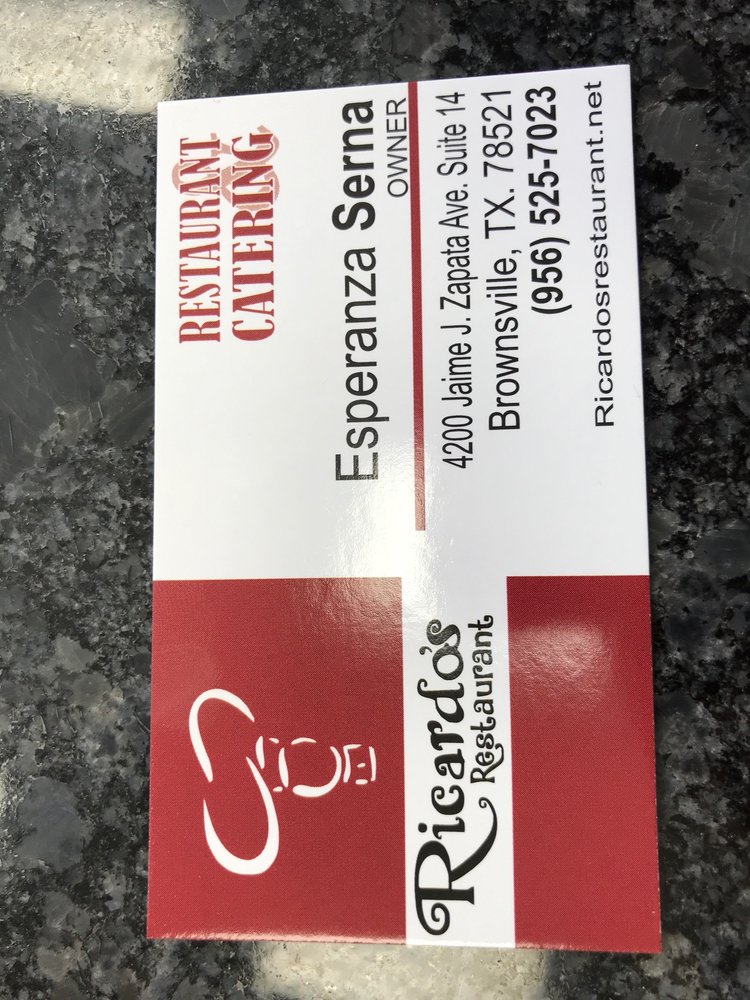 RESTAURANT
CATERING
Esperanza Serna
OWNER
4200 Jaime J. Zapata Ave. Suite 14
Brownsville, TX. 78521
(956) 525-7023
Ricardosrestaurant.net
Ricardo's
Restaurant